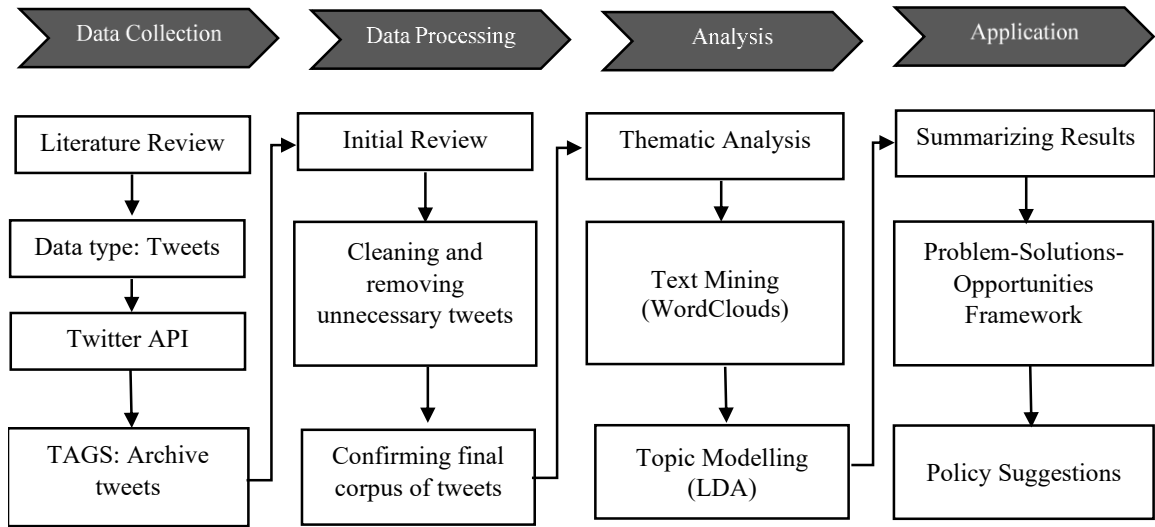 Data Collection
Data Processing
Analysis
Application
Literature Review
Data type: Tweets
Twitter API
TAGS: Archive
tweets
Initial Review
Cleaning and
removing
unnecessary tweets
Confirming final
corpus of tweets
Thematic Analysis
Text Mining
(WordClouds)
Topic Modelling
(LDA)
Summarizing Results
Problem-Solutions-
Opportunities
Framework
Policy Suggestions